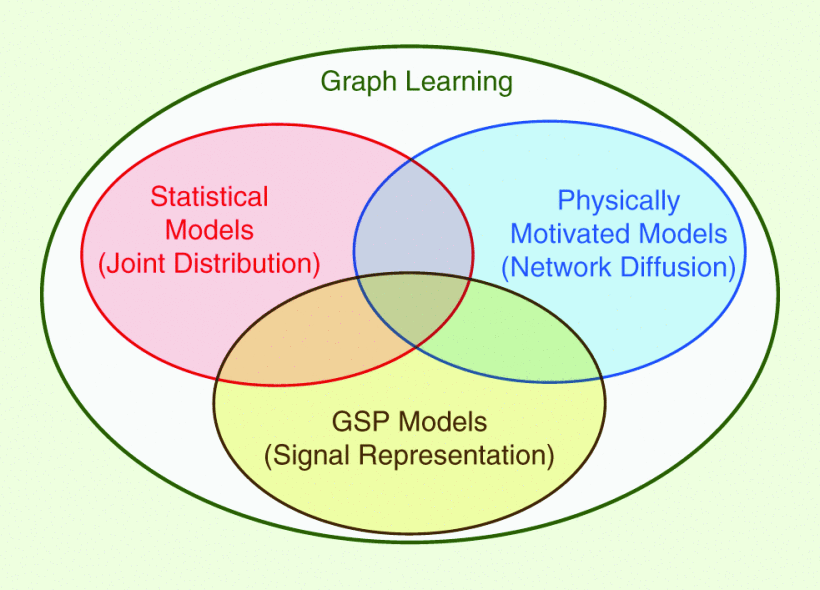 Graph Learning
Statistical
Models
(Joint Distribution)
Physically
Motivated Models
(Network Diffusion)
GSP Models
(Signal Representation)